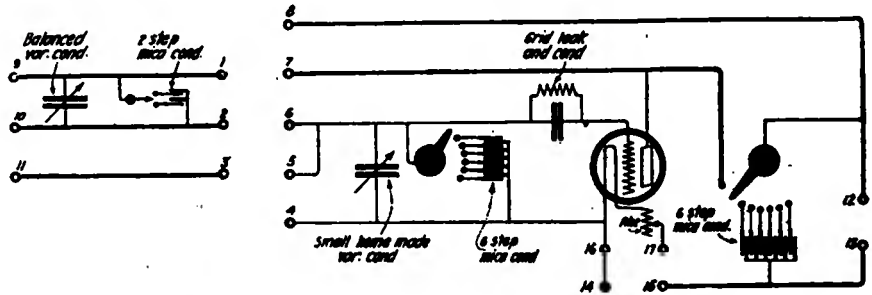 Balanced
var. cond.
2 step
mica cond.
9
1
10
2
11
3
8
7
Grid leak
and cond
6
5
4
Small home made
var. cond
6 step
mica cond
16
17
14
16
6 step
mica cond.
12
13